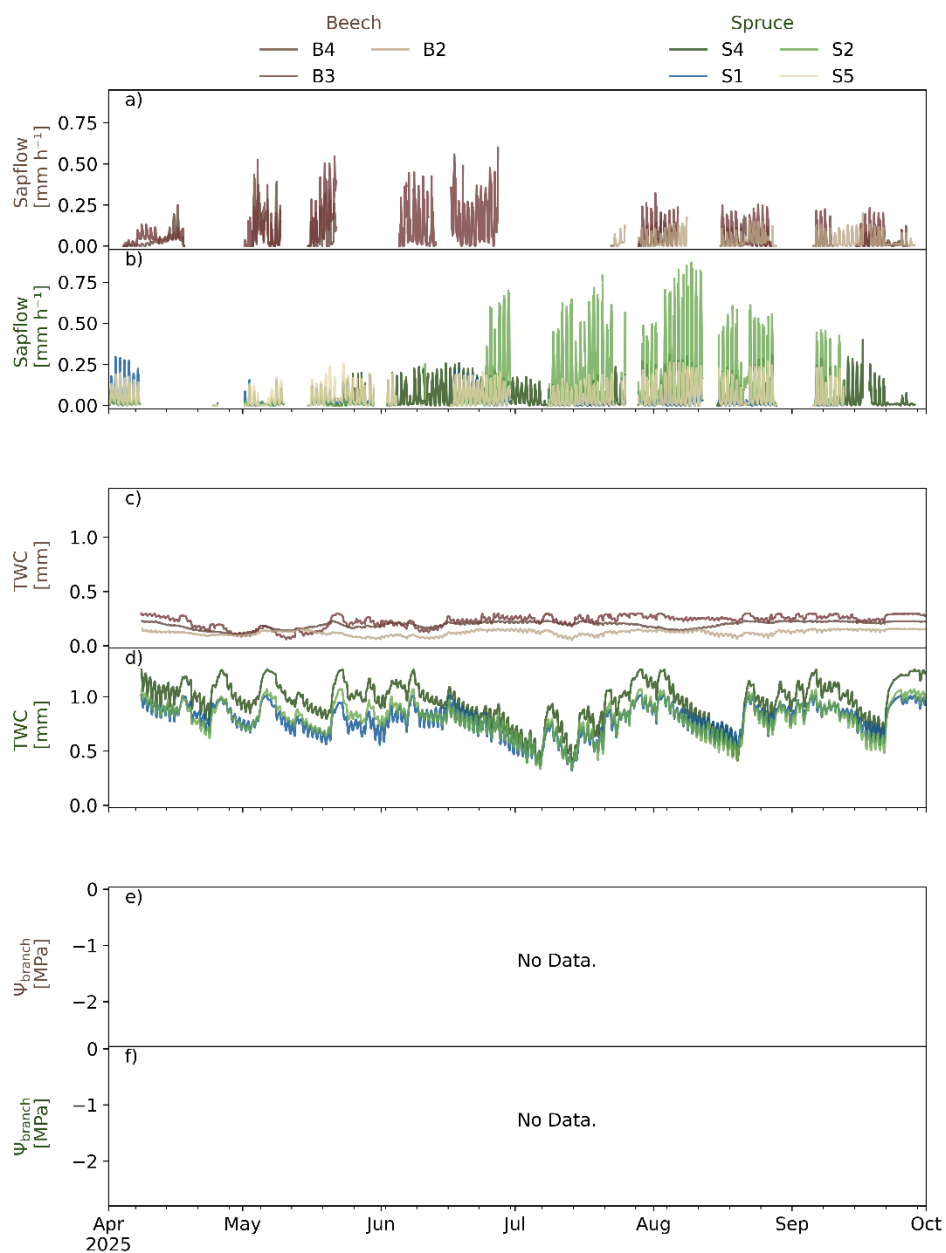 Beech
Spruce
B4 B2
B3
S4 S2
S1 S5
a)
Sapflow
[mm h⁻¹]
0.75
0.50
0.25
0.00
b)
Sapflow
[mm h⁻¹]
0.75
0.50
0.25
0.00
c)
TWC
[mm]
1.0
0.5
0.0
d)
TWC
[mm]
1.0
0.5
0.0
e)
Ψbranch
[MPa]
0
−1
−2
No Data.
f)
Ψbranch
[MPa]
0
−1
−2
No Data.
Apr May Jun Jul Aug Sep Oct
2025